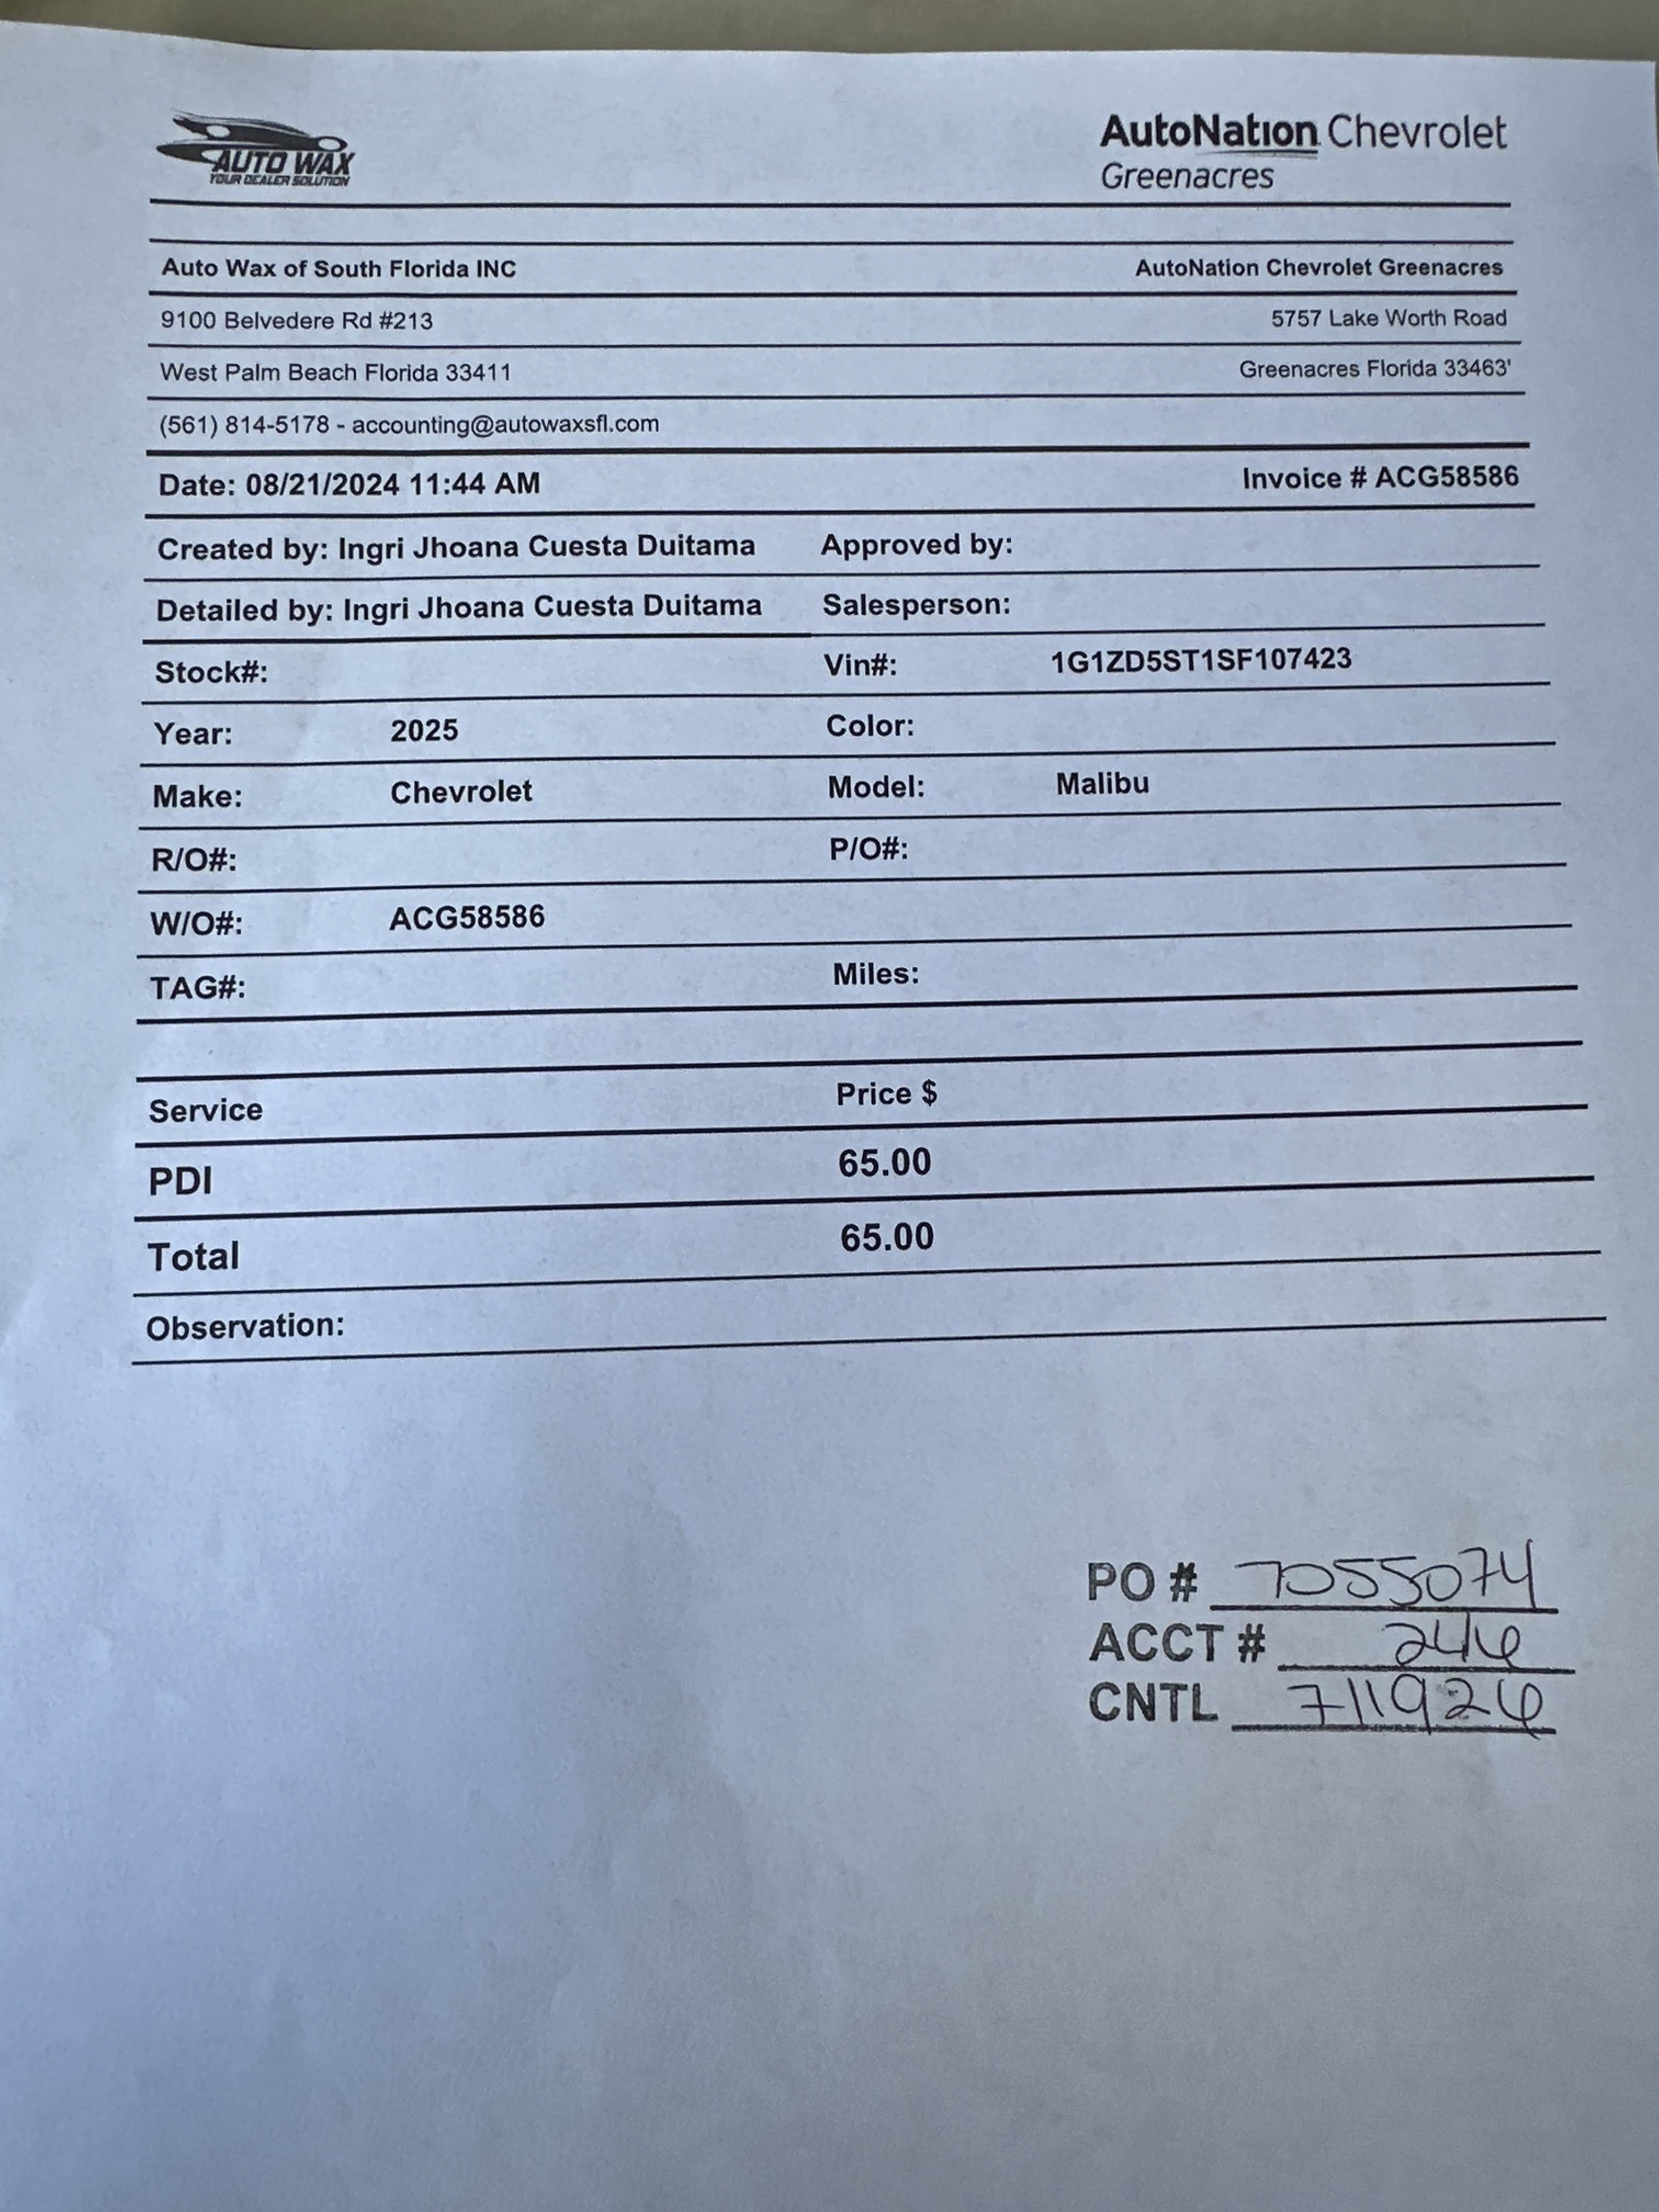 AUTO WAX
YOUR DEALER SOLUTION
AutoNation Chevrolet
Greenacres
Auto Wax of South Florida INC AutoNation Chevrolet Greenacres
9100 Belvedere Rd #213 5757 Lake Worth Road
West Palm Beach Florida 33411 Greenacres Florida 33463'
(561) 814-5178 - accounting@autowaxsfl.com
Date: 08/21/2024 11:44 AM Invoice # ACG58586
Created by: Ingri Jhoana Cuesta Duitama Approved by:
Detailed by: Ingri Jhoana Cuesta Duitama Salesperson:
Stock#: Vin#: 1G1ZD5ST1SF107423
Year: 2025 Color:
Make: Chevrolet Model: Malibu
R/O#: P/O#:
W/O#: ACG58586
TAG#: Miles:
Service Price $
PDI 65.00
Total 65.00
Observation:
PO # 7055074
ACCT # 246
CNTL 711926